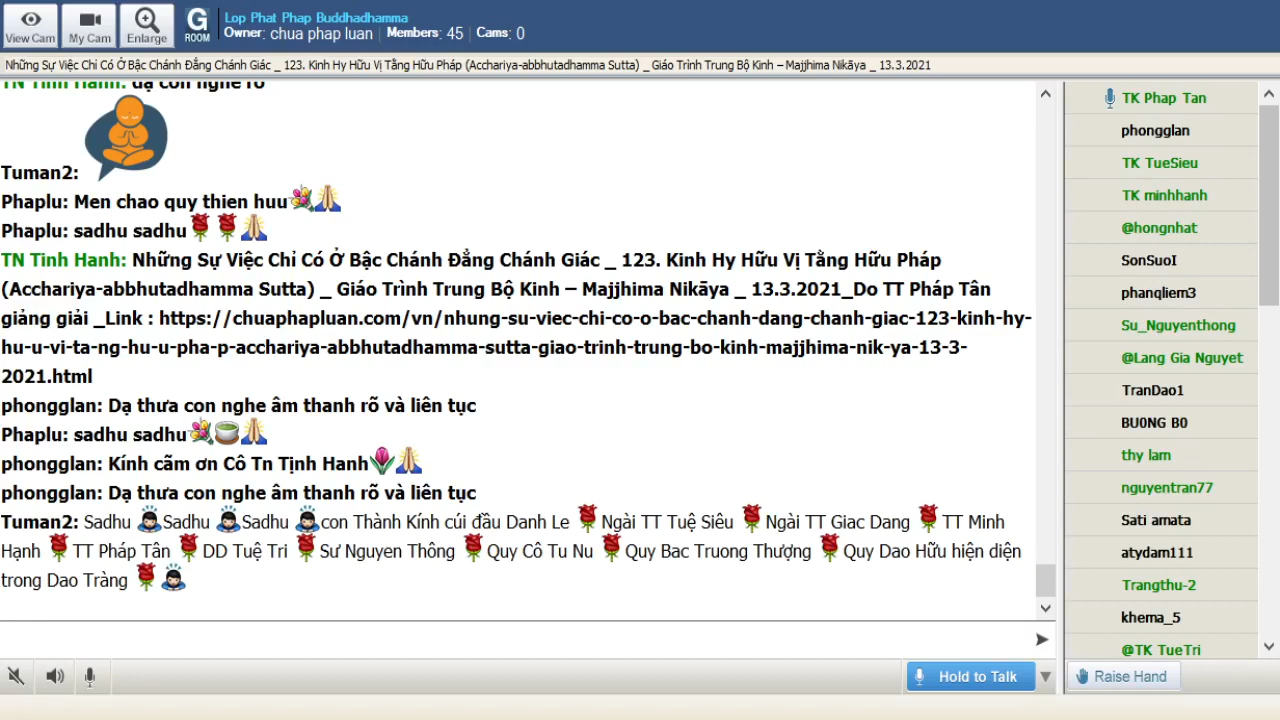 View Cam
My Cam
Enlarge
G
ROOM
Lop Phat Phap Buddhadhamma
Owner: chua phap luan Members: 45 Cams: 0
Những Sự Việc Chỉ Có Ở Bậc Chánh Đẳng Chánh Giác _ 123. Kinh Hy Hữu Vị Tằng Hữu Pháp (Acchariya-abbhutadhamma Sutta) _ Giáo Trình Trung Bộ Kinh – Majjhima Nikāya _ 13.3.2021
TN Tinh Hanh: dạ con nghe rõ
Tuman2:
Phaplu: Men chao quy thien huu
Phaplu: sadhu sadhu
TN Tinh Hanh: Những Sự Việc Chỉ Có Ở Bậc Chánh Đẳng Chánh Giác _ 123. Kinh Hy Hữu Vị Tằng Hữu Pháp
(Acchariya-abbhutadhamma Sutta) _ Giáo Trình Trung Bộ Kinh – Majjhima Nikāya _ 13.3.2021_Do TT Pháp Tân
giảng giải _Link : https://chuaphapluan.com/vn/nhung-su-viec-chi-co-o-bac-chanh-dang-chanh-giac-123-kinh-hy-
hu-u-vi-ta-ng-hu-u-pha-p-acchariya-abbhutadhamma-sutta-giao-trinh-trung-bo-kinh-majjhima-nik-ya-13-3-
2021.html
phongglan: Dạ thưa con nghe âm thanh rõ và liên tục
Phaplu: sadhu sadhu
phongglan: Kính cãm ơn Cô Tn Tịnh Hanh
phongglan: Dạ thưa con nghe âm thanh rõ và liên tục
Tuman2: Sadhu Sadhu Sadhu con Thành Kính cúi đầu Danh Le Ngài TT Tuệ Siêu Ngài TT Giac Dang TT Minh
Hạnh TT Pháp Tân DD Tuệ Tri Sư Nguyen Thông Quy Cô Tu Nu Quy Bac Truong Thượng Quy Dao Hữu hiện diện
trong Dao Tràng
Hold to Talk
TK Phap Tan
phongglan
TK TueSieu
TK minhhanh
@hongnhat
SonSuoI
phanqliem3
Su_Nguyenthong
@Lang Gia Nguyet
TranDao1
BU0NG B0
thy lam
nguyentran77
Sati amata
atydam111
Trangthu-2
khema_5
@TK TueTri
Raise Hand